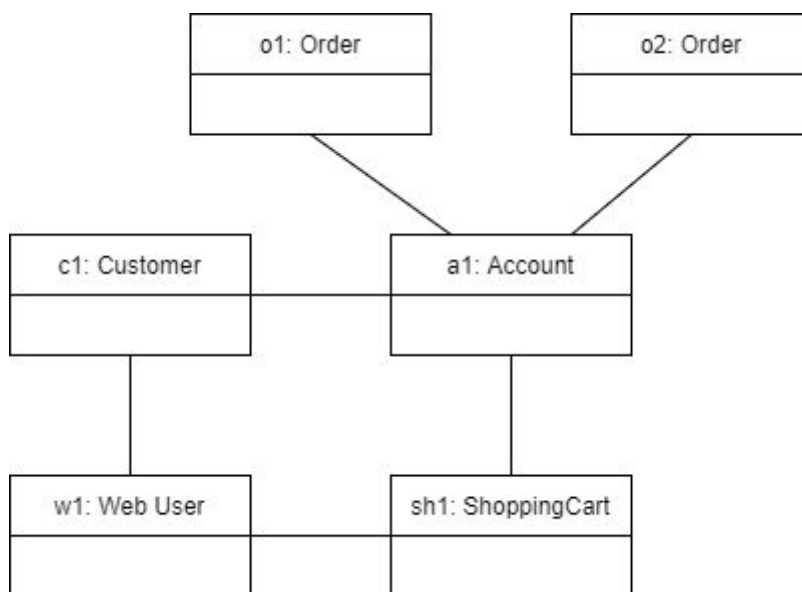 o1: Order
o2: Order
c1: Customer
a1: Account
w1: Web User
sh1: ShoppingCart